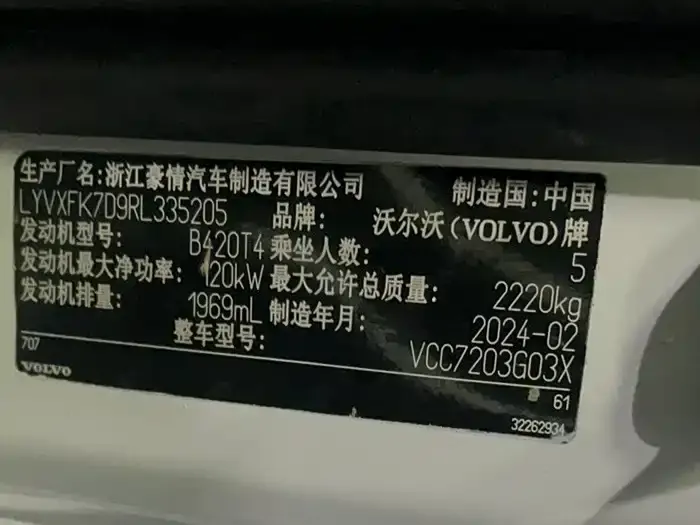 生产厂名:浙江豪情汽车制造有限公司 制造国:中国
LYVXFK7D9RL335205 品牌: 沃尔沃(VOLVO)牌
发动机型号: B420T4 乘坐人数: 5
发动机最大净功率: 120kW 最大允许总质量: 2220kg
发动机排量: 1969mL 制造年月: 2024-02
整车型号: VCC7203G03X
707
VOLVO
61
32262934